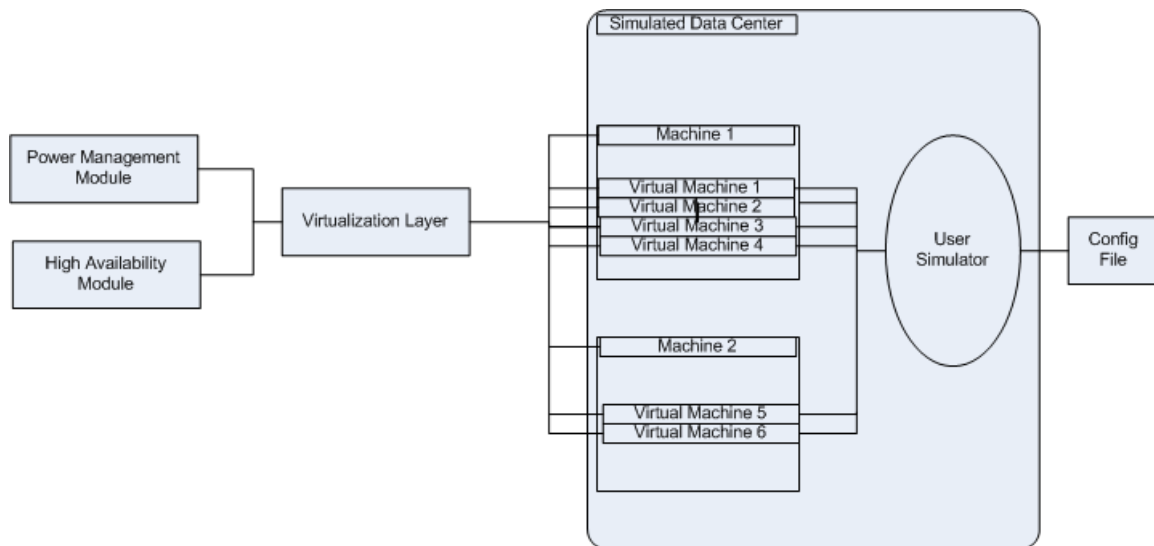 Simulated Data Center
Power Management
Module
High Availability
Module
Virtualization Layer
Machine 1
Virtual Machine 1
Virtual Machine 2
Virtual Machine 3
Virtual Machine 4
Machine 2
Virtual Machine 5
Virtual Machine 6
User
Simulator
Config
File